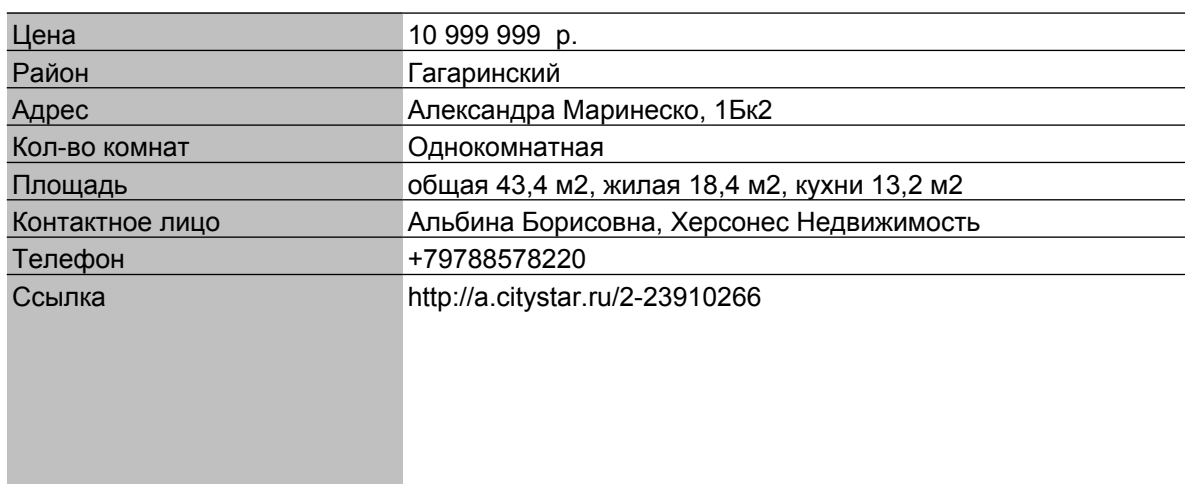 Цена 10 999 999 р.
Район Гагаринский
Адрес Александра Маринеско, 1Бк2
Кол-во комнат Однокомнатная
Площадь общая 43,4 м2, жилая 18,4 м2, кухни 13,2 м2
Контактное лицо Альбина Борисовна, Херсонес Недвижимость
Телефон +79788578220
Ссылка http://a.citystar.ru/2-23910266